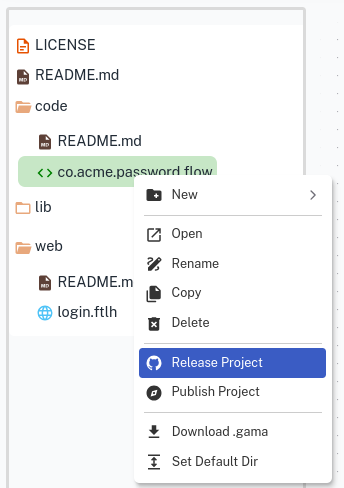 LICENSE
README.md
code
README.md
co.acme.password.flow
lib
web
README.m
login.ftlh
New
Open
Rename
Copy
Delete
Release Project
Publish Project
Download .gama
Set Default Dir